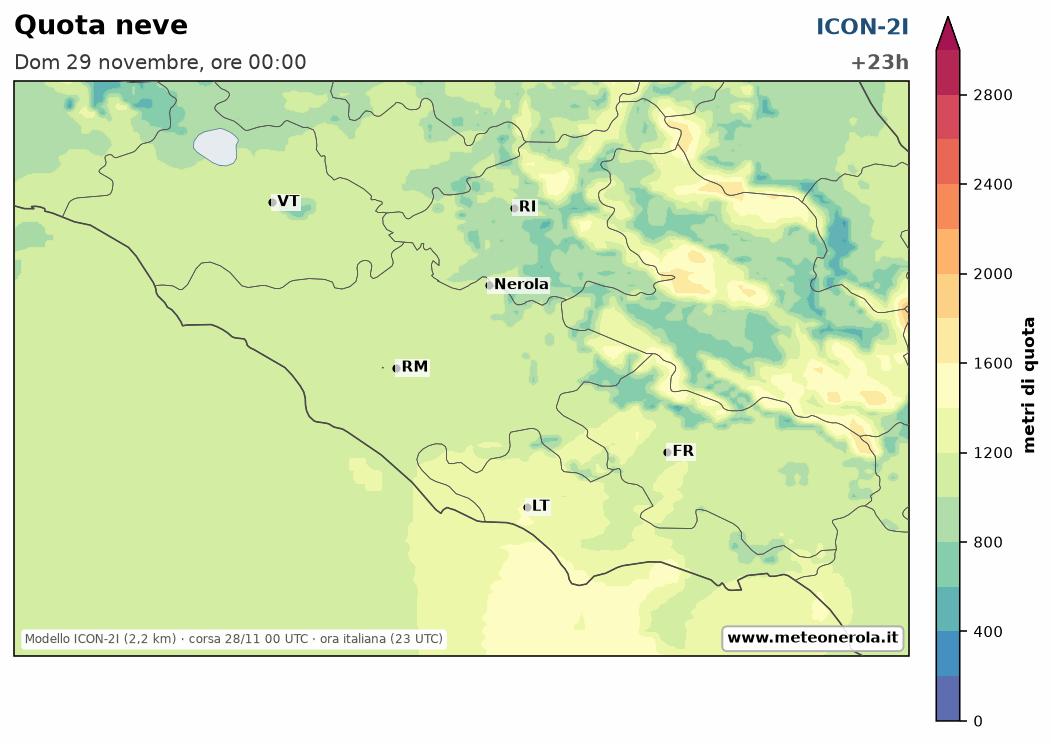 Quota neve
ICON-2I
Dom 29 novembre, ore 00:00
+23h
VT
RI
Nerola
RM
FR
LT
Modello ICON-2I (2,2 km) · corsa 28/11 00 UTC · ora italiana (23 UTC)
www.meteonerola.it
2800
2400
2000
1600
1200
800
400
0
metri di quota